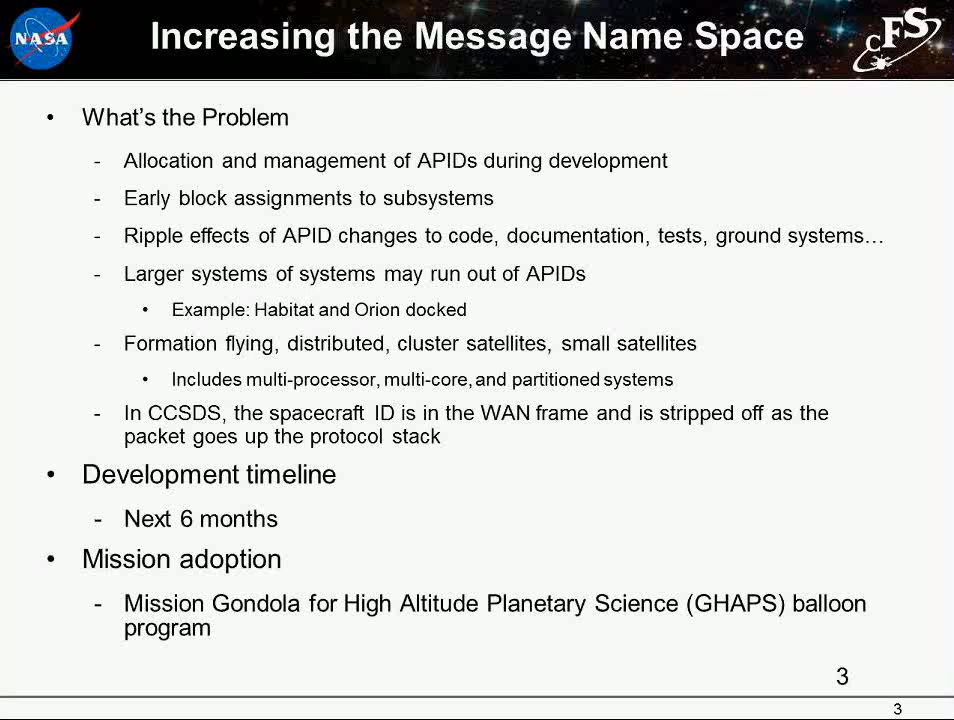 NASA
Increasing the Message Name Space
cFS
• What's the Problem
- Allocation and management of APIDs during development
- Early block assignments to subsystems
- Ripple effects of APID changes to code, documentation, tests, ground systems…
- Larger systems of systems may run out of APIDs
• Example: Habitat and Orion docked
- Formation flying, distributed, cluster satellites, small satellites
• Includes multi-processor, multi-core, and partitioned systems
- In CCSDS, the spacecraft ID is in the WAN frame and is stripped off as the
packet goes up the protocol stack
• Development timeline
- Next 6 months
• Mission adoption
- Mission Gondola for High Altitude Planetary Science (GHAPS) balloon
program
3
3